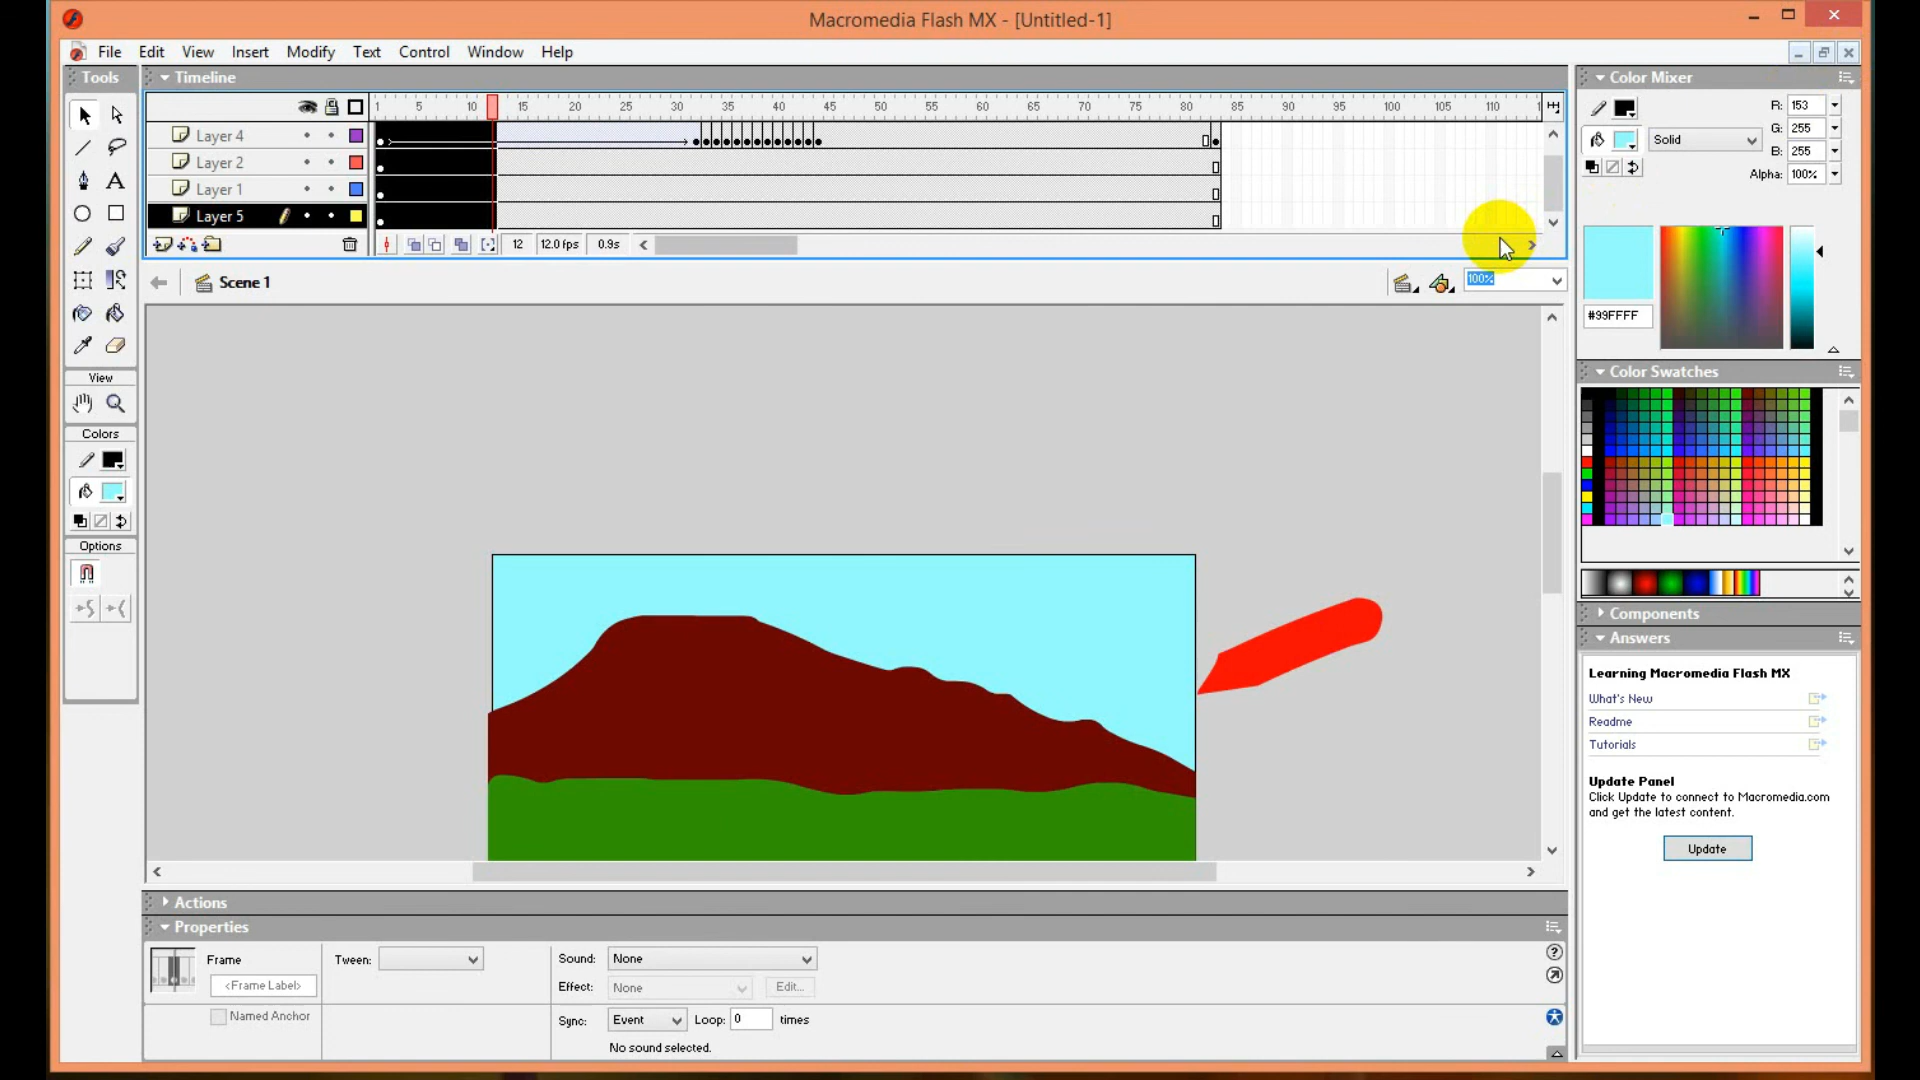 Macromedia Flash MX - [Untitled-1]
File Edit View Insert Modify Text Control Window Help
Tools
Timeline
Color Mixer
1 5 10 15 20 25 30 35 40 45 50 55 60 65 70 75 80 85 90 95 100 105 110 1
R: 153
G: 255
B: 255
Alpha: 100%
Solid
Layer 4
Layer 2
Layer 1
Layer 5
12 12.0 fps 0.9s
Scene 1
100%
#99FFFF
View
Colors
Options
Color Swatches
Components
Answers
Learning Macromedia Flash MX
What's New
Readme
Tutorials
Update Panel
Click Update to connect to Macromedia.com
and get the latest content.
Update
Actions
Properties
Frame
<Frame Label>
Named Anchor
Tween:
Sound: None
Effect: None Edit...
Sync: Event Loop: 0 times
No sound selected.